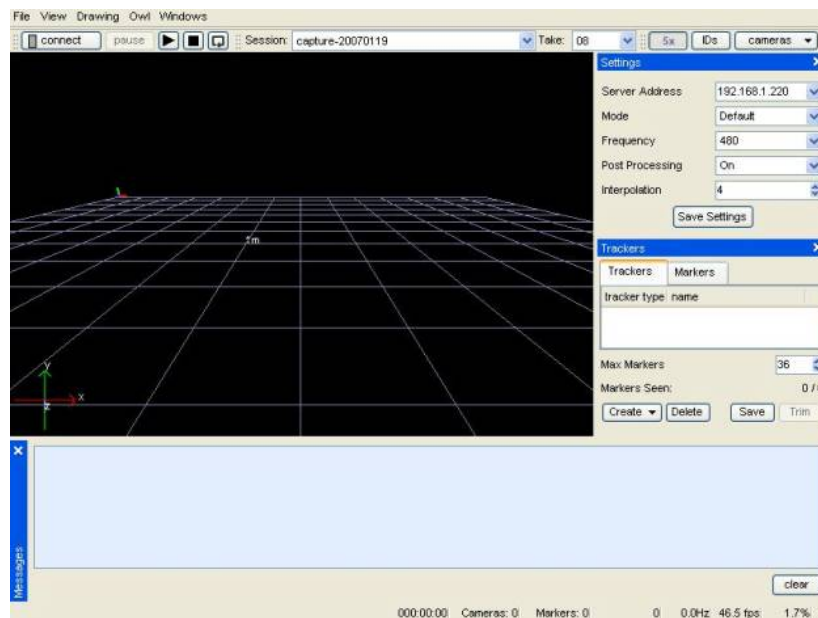 File View Drawing Owl Windows
connect pause Session: capture-20070119 Take: 08 5x IDs cameras
Settings
Server Address 192.168.1.220
Mode Default
Frequency 480
Post Processing On
Interpolation 4
Save Settings
1m
Trackers
Trackers Markers
tracker type name
Max Markers 36
Markers Seen: 0 /
Create Delete Save Trim
y
x
z
Messages
clear
000:00:00 Cameras: 0 Markers: 0 0 0.0Hz 46.5 fps 1.7%